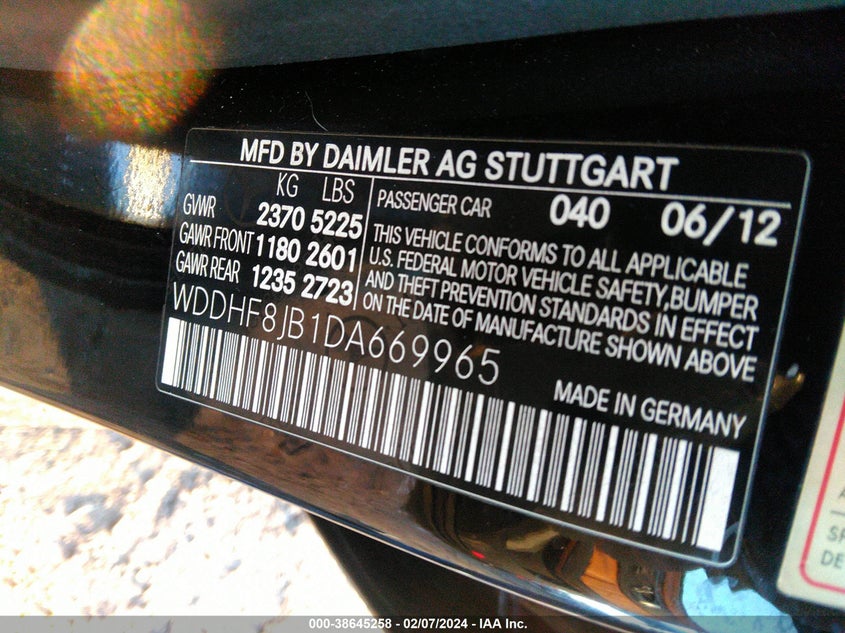 MFD BY DAIMLER AG STUTTGART
KG LBS
GVWR 2370 5225
GAWR FRONT 1180 2601
GAWR REAR 1235 2723
PASSENGER CAR 040 06/12
THIS VEHICLE CONFORMS TO ALL APPLICABLE
U.S. FEDERAL MOTOR VEHICLE SAFETY, BUMPER
AND THEFT PREVENTION STANDARDS IN EFFECT
ON THE DATE OF MANUFACTURE SHOWN ABOVE
WDDHF8JB1DA669965
MADE IN GERMANY
000-38645258 - 02/07/2024 - IAA Inc.